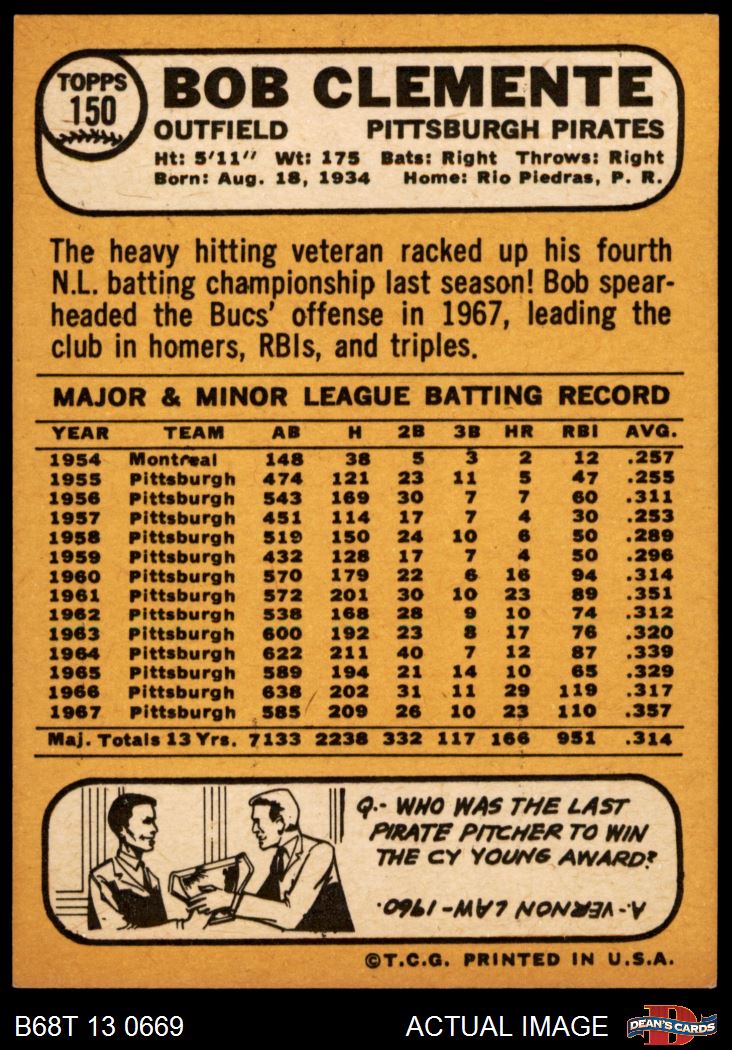 TOPPS
150
BOB CLEMENTE
OUTFIELD PITTSBURGH PIRATES
Ht: 5'11" Wt: 175 Bats: Right Throws: Right
Born: Aug. 18, 1934 Home: Rio Piedras, P. R.
The heavy hitting veteran racked up his fourth
N.L. batting championship last season! Bob spear-
headed the Bucs' offense in 1967, leading the
club in homers, RBIs, and triples.
MAJOR & MINOR LEAGUE BATTING RECORD
YEAR TEAM AB H 2B 3B HR RBI AVG.
1954 Montreal 148 38 5 3 2 12 .257
1955 Pittsburgh 474 121 23 11 5 47 .255
1956 Pittsburgh 543 169 30 7 7 60 .311
1957 Pittsburgh 451 114 17 7 4 30 .253
1958 Pittsburgh 519 150 24 10 6 50 .289
1959 Pittsburgh 432 128 17 7 4 50 .296
1960 Pittsburgh 570 179 22 6 16 94 .314
1961 Pittsburgh 572 201 30 10 23 89 .351
1962 Pittsburgh 538 168 28 9 10 74 .312
1963 Pittsburgh 600 192 23 8 17 76 .320
1964 Pittsburgh 622 211 40 7 12 87 .339
1965 Pittsburgh 589 194 21 14 10 65 .329
1966 Pittsburgh 638 202 31 11 29 119 .317
1967 Pittsburgh 585 209 26 10 23 110 .357
Maj. Totals 13 Yrs. 7133 2238 332 117 166 951 .314
Q.- WHO WAS THE LAST
PIRATE PITCHER TO WIN
THE CY YOUNG AWARD?
A.- VERNON LAW - 1960.
©T.C.G. PRINTED IN U.S.A.
B68T 13 0669 ACTUAL IMAGE D DEAN'S CARDS